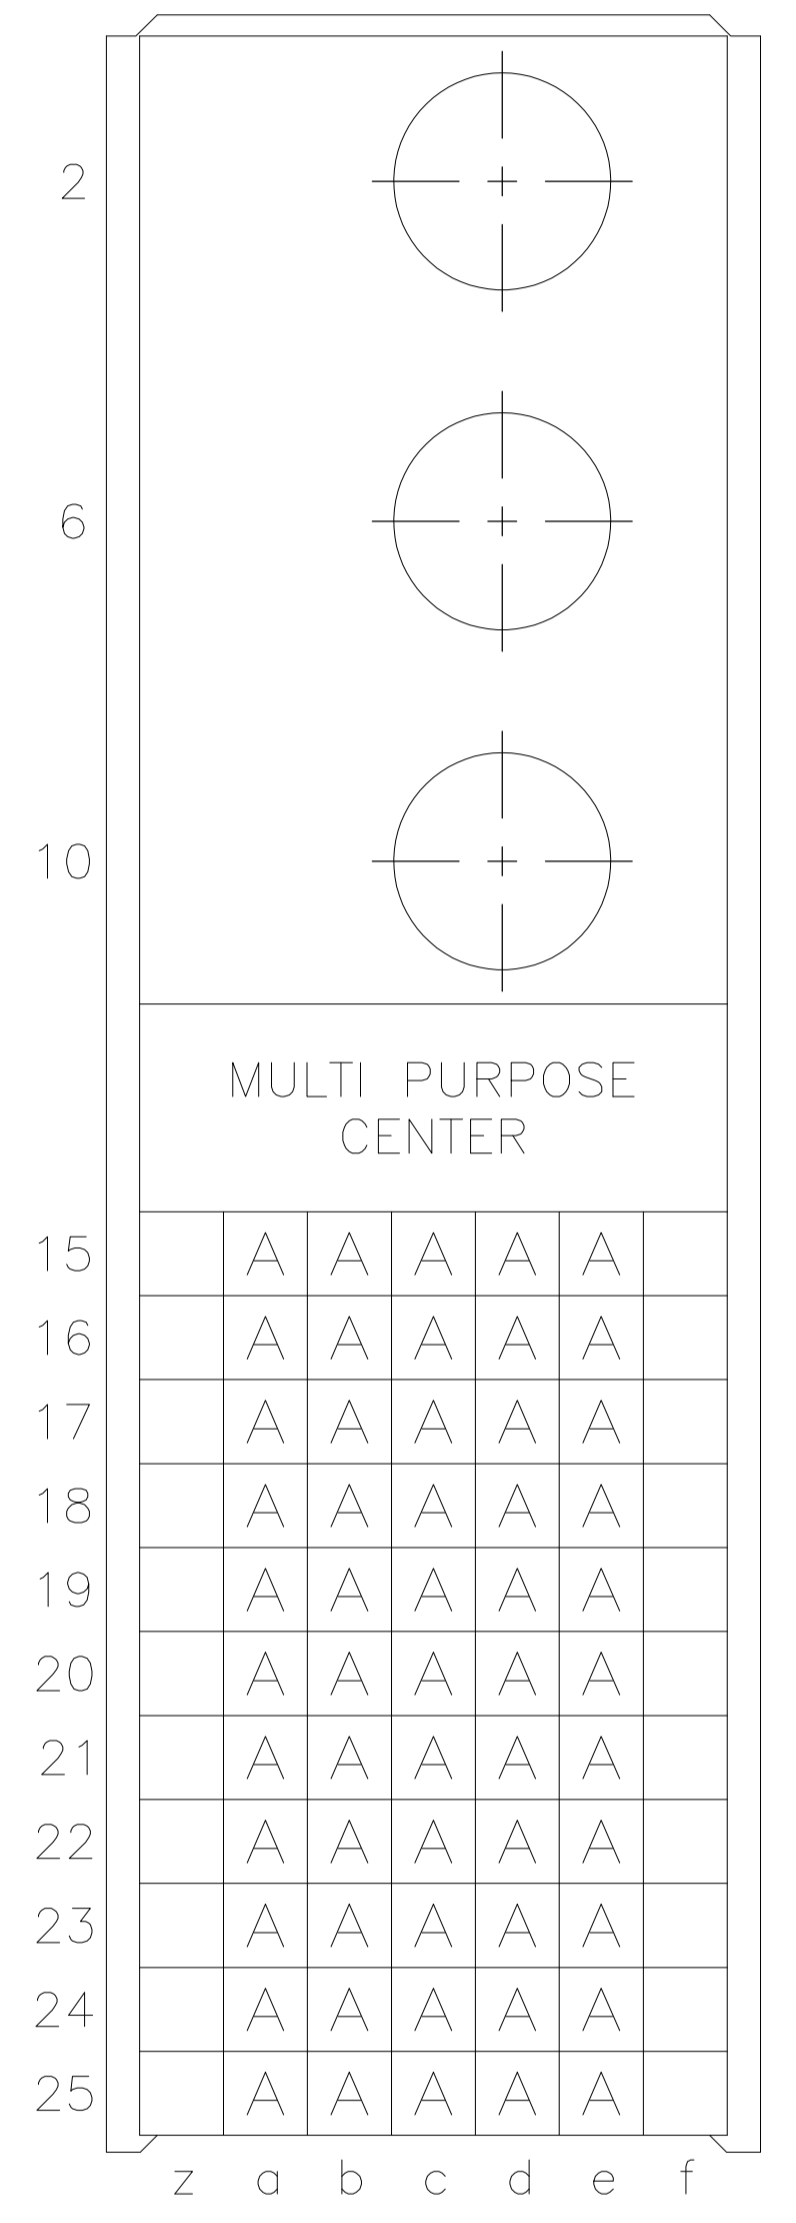 2
6
10
MULTI PURPOSE
CENTER
15 A A A A A
16 A A A A A
17 A A A A A
18 A A A A A
19 A A A A A
20 A A A A A
21 A A A A A
22 A A A A A
23 A A A A A
24 A A A A A
25 A A A A A
z a b c d e f